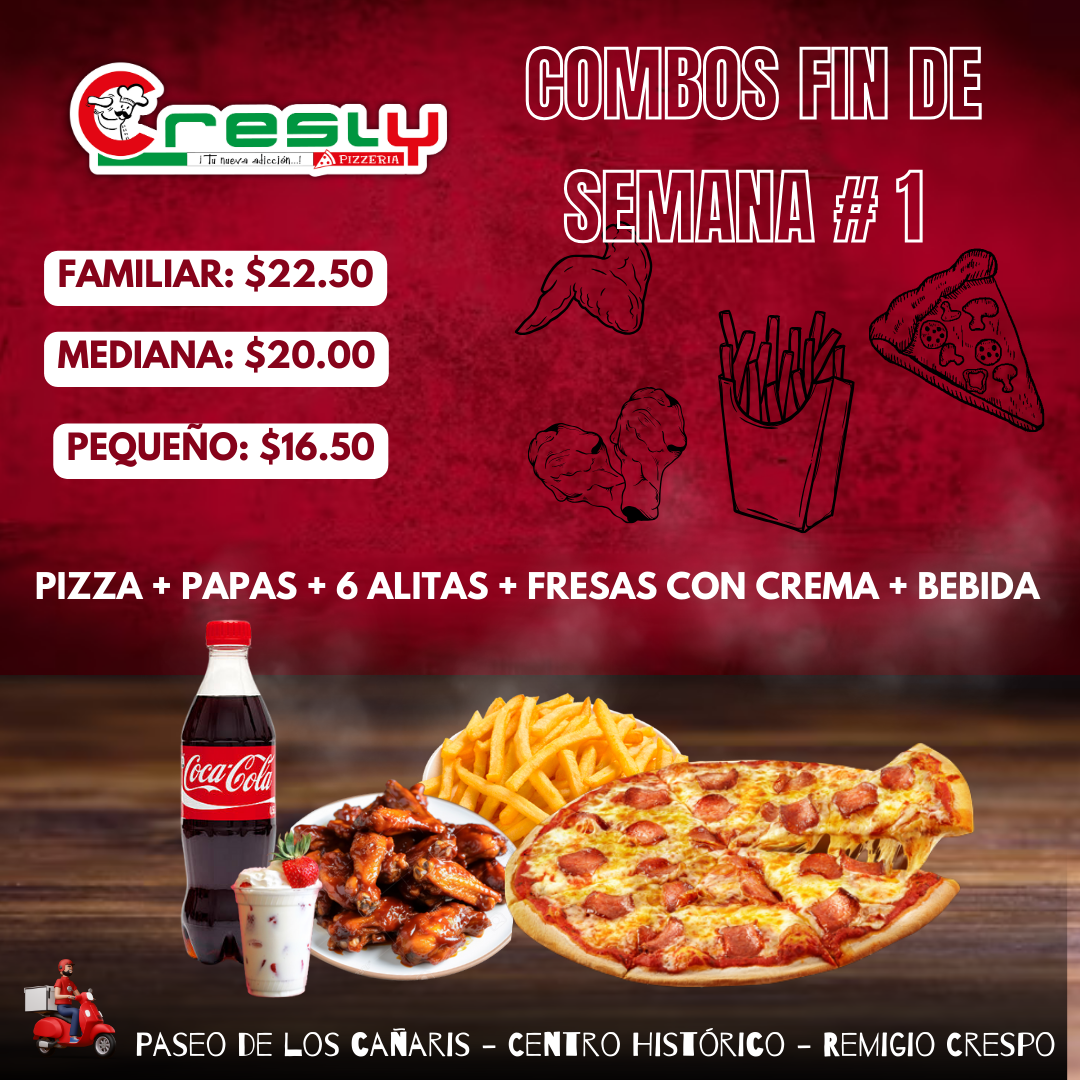 Cresly
¡Tu nueva adicción...! PIZZERIA
COMBOS FIN DE
SEMANA # 1
FAMILIAR: $22.50
MEDIANA: $20.00
PEQUEÑO: $16.50
PIZZA + PAPAS + 6 ALITAS + FRESAS CON CREMA + BEBIDA
Coca-Cola
PASEO DE LOS CAÑARIS - CENTRO HISTÓRICO - REMIGIO CRESPO